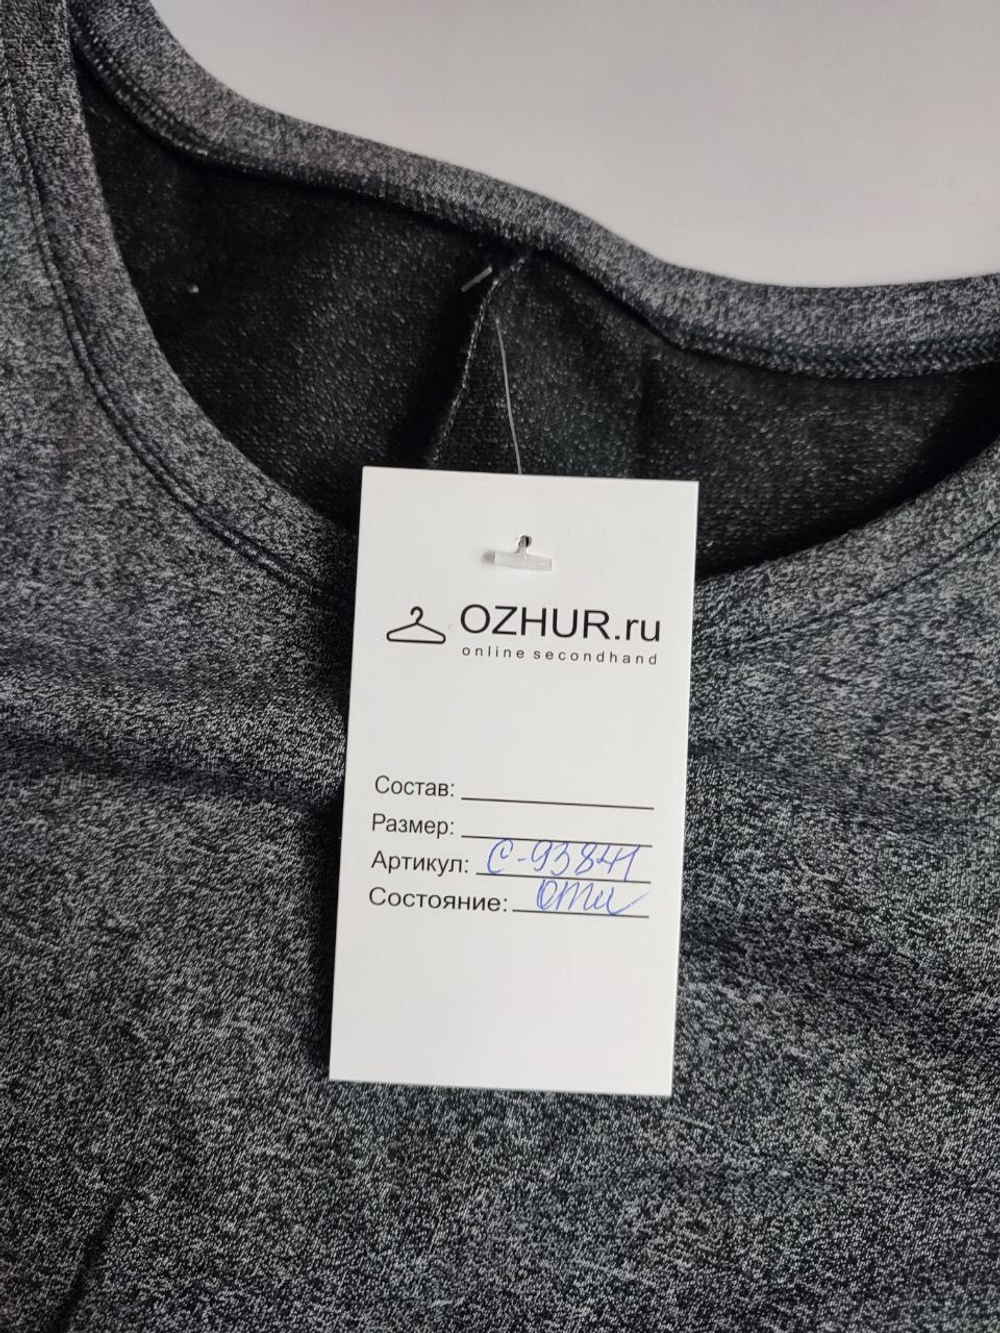 OZHUR.ru
online secondhand
Состав:
Размер:
Артикул: С-93841
Состояние: отл